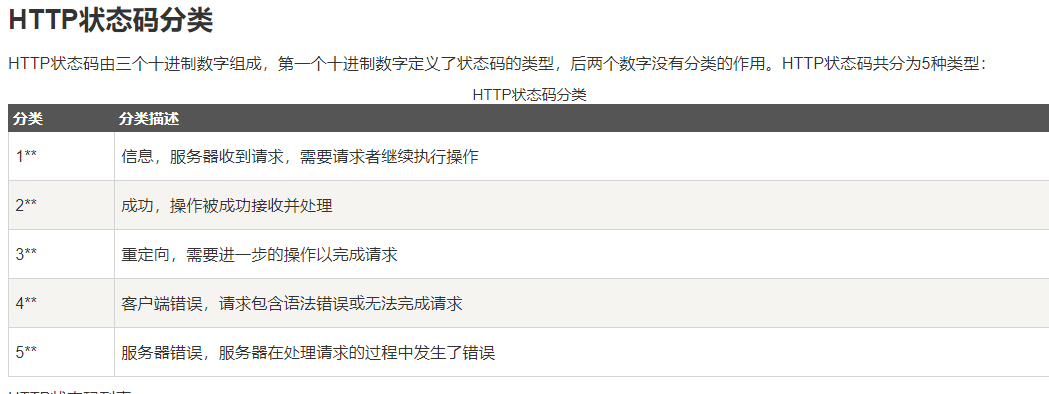 HTTP状态码分类
HTTP状态码由三个十进制数字组成，第一个十进制数字定义了状态码的类型，后两个数字没有分类的作用。HTTP状态码共分为5种类型：
HTTP状态码分类
分类 分类描述
1** 信息，服务器收到请求，需要请求者继续执行操作
2** 成功，操作被成功接收并处理
3** 重定向，需要进一步的操作以完成请求
4** 客户端错误，请求包含语法错误或无法完成请求
5** 服务器错误，服务器在处理请求的过程中发生了错误